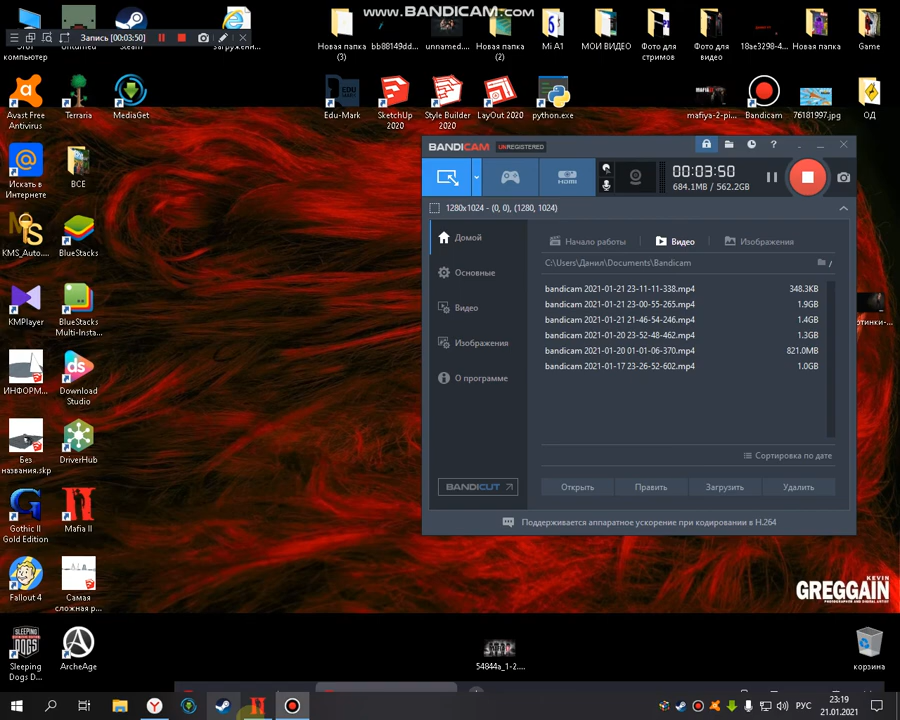 www.BANDICAM.com
Этот
компьютер
Steam
Загрузчи...
Запись [00:03:50]
Новая папка
(3)
bb88149dd...
unnamed....
Новая папка
(2)
Mi A1
МОИ ВИДЕО
Фото для
стримов
Фото для
видео
18ae3298-4...
Новая папка
Game
Avast Free
Antivirus
Terraria
MediaGet
Edu-Mark
SketchUp
2020
Style Builder
2020
LayOut 2020
python.exe
mafiya-2-pi...
Bandicam
76181997.jpg
ОД
Искать в
Интернете
ВСЕ
KMS_Auto....
BlueStacks
KMPlayer
BlueStacks
Multi-Insta...
ИНФОРМ...
Download
Studio
Без
названия.skp
DriverHub
Gothic II
Gold Edition
Mafia II
Fallout 4
Самая
сложная р...
Sleeping
Dogs D...
ArcheAge
BANDICAM UNREGISTERED
HDMI
00:03:50
684.1MB / 562.2GB
1280x1024 - (0, 0), (1280, 1024)
Домой
Основные
Видео
Изображения
О программе
BANDICUT
Начало работы
Видео
Изображения
C:\Users\Данил\Documents\Bandicam
bandicam 2021-01-21 23-11-11-338.mp4 348.3KB
bandicam 2021-01-21 23-00-55-265.mp4 1.9GB
bandicam 2021-01-21 21-46-54-246.mp4 1.4GB
bandicam 2021-01-20 23-52-48-462.mp4 1.3GB
bandicam 2021-01-20 01-01-06-370.mp4 821.0MB
bandicam 2021-01-17 23-26-52-602.mp4 1.0GB
Сортировка по дате
Открыть
Править
Загрузить
Удалить
Поддерживается аппаратное ускорение при кодировании в H.264
KEVIN
GREGGAIN
54844a_1-2....
корзина
РУС
23:19
21.01.2021